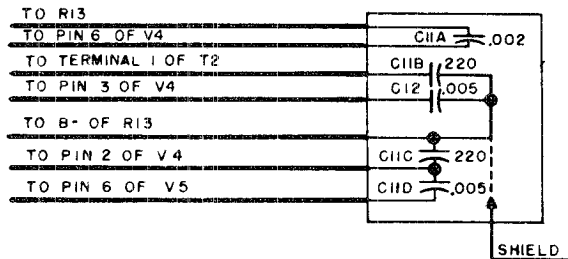 TO R13
C11A .002
TO PIN 6 OF V4
TO TERMINAL 1 OF T2
C11B 220
TO PIN 3 OF V4
C12 .005
TO B- OF R13
TO PIN 2 OF V4
C11C 220
TO PIN 6 OF V5
C11D .005
SHIELD